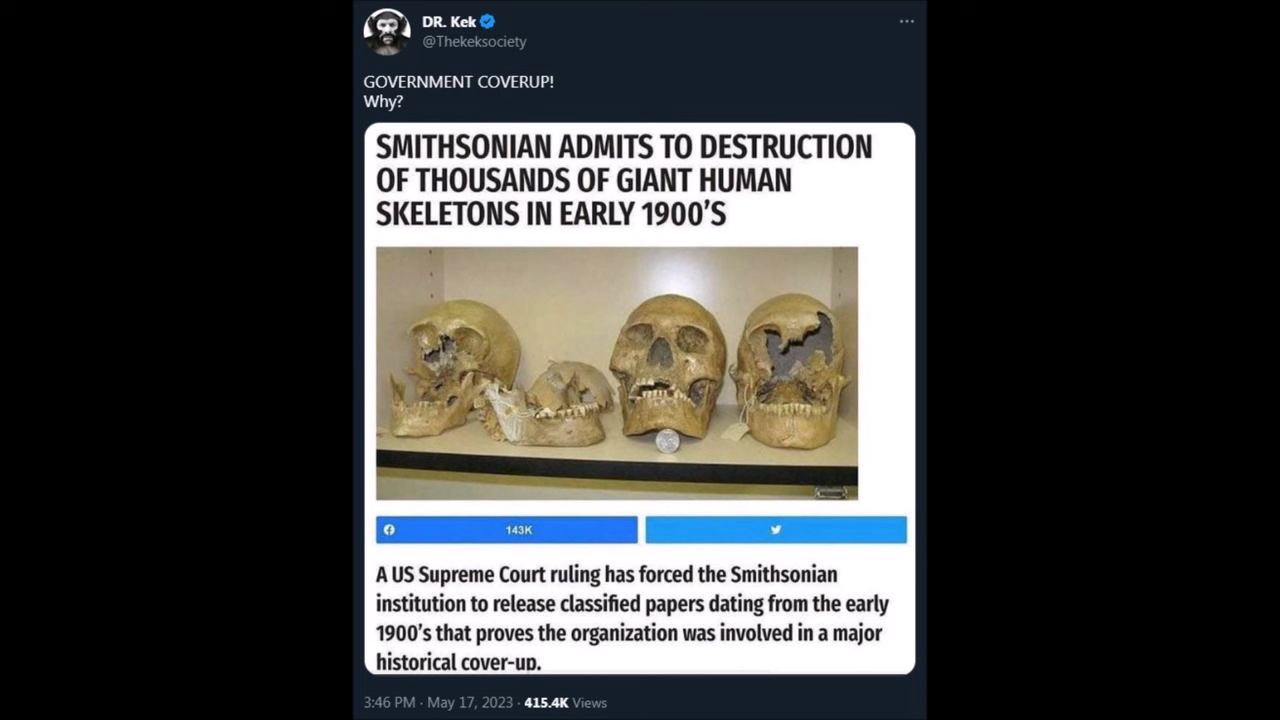 DR. Kek
@Thekeksociety
GOVERNMENT COVERUP!
Why?
SMITHSONIAN ADMITS TO DESTRUCTION
OF THOUSANDS OF GIANT HUMAN
SKELETONS IN EARLY 1900'S
143K
A US Supreme Court ruling has forced the Smithsonian
institution to release classified papers dating from the early
1900's that proves the organization was involved in a major
historical cover-up.
3:46 PM · May 17, 2023 · 415.4K Views